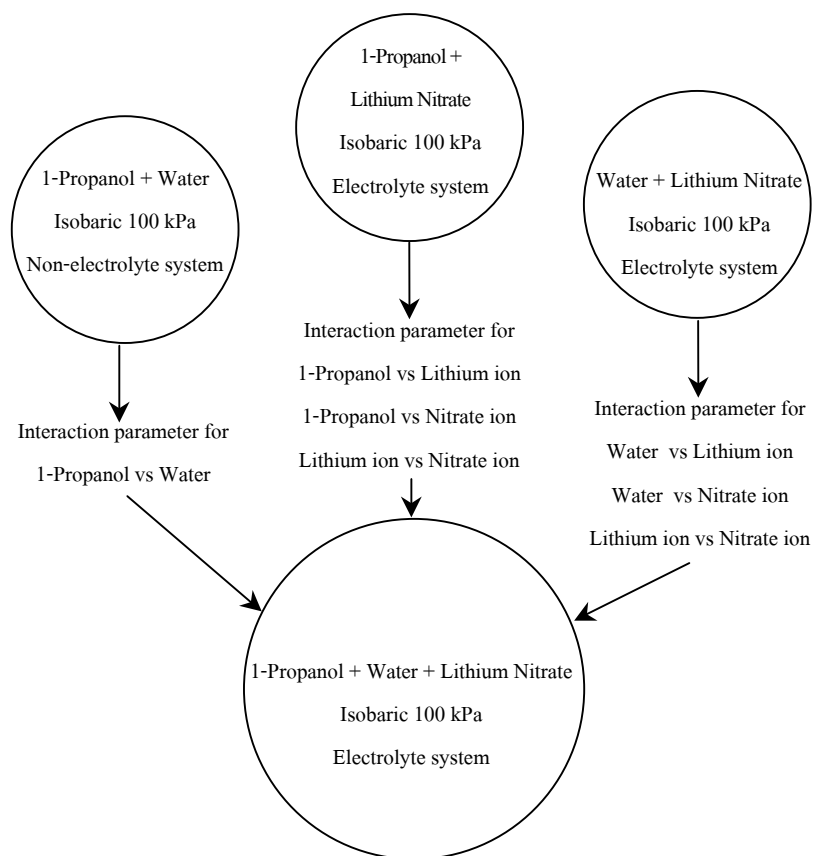 1-Propanol + Water
Isobaric 100 kPa
Non-electrolyte system
1-Propanol +
Lithium Nitrate
Isobaric 100 kPa
Electrolyte system
Water + Lithium Nitrate
Isobaric 100 kPa
Electrolyte system
Interaction parameter for
1-Propanol vs Water
Interaction parameter for
1-Propanol vs Lithium ion
1-Propanol vs Nitrate ion
Lithium ion vs Nitrate ion
Interaction parameter for
Water vs Lithium ion
Water vs Nitrate ion
Lithium ion vs Nitrate ion
1-Propanol + Water + Lithium Nitrate
Isobaric 100 kPa
Electrolyte system